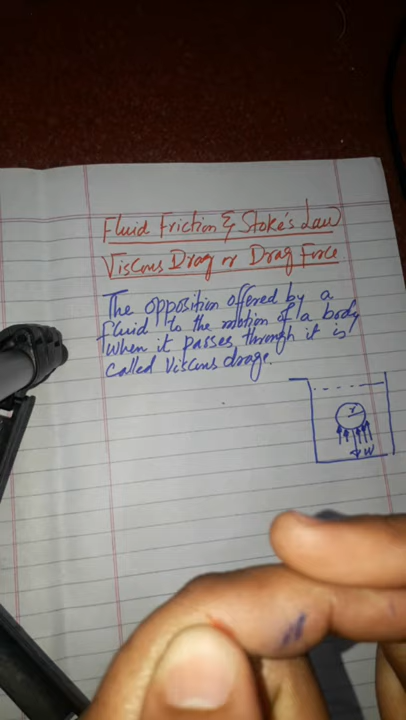 Fluid Friction & Stoke's Law
Viscous Drag or Drag Force
The opposition offered by a
fluid to the motion of a body
when it passes through it is
called Viscous drage.
r
W